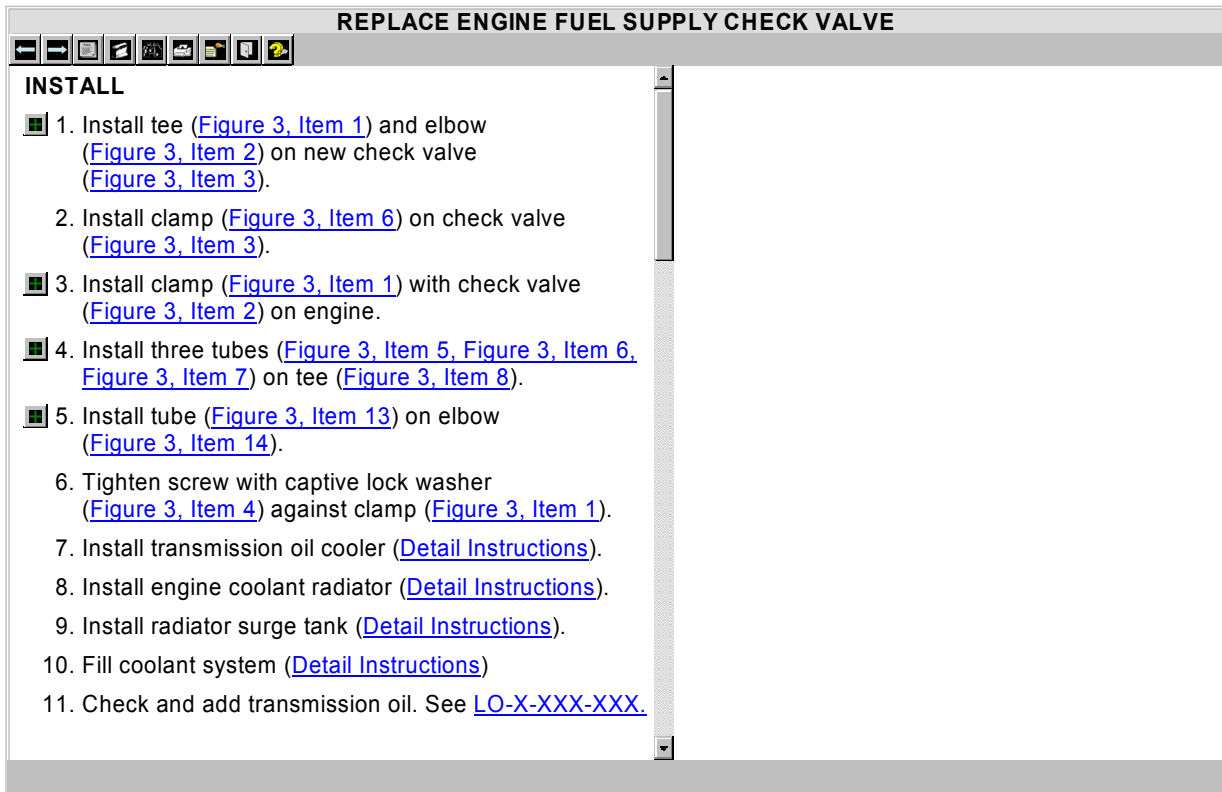 REPLACE ENGINE FUEL SUPPLY CHECK VALVE
INSTALL
1. Install tee (Figure 3, Item 1) and elbow
(Figure 3, Item 2) on new check valve
(Figure 3, Item 3).
2. Install clamp (Figure 3, Item 6) on check valve
(Figure 3, Item 3).
3. Install clamp (Figure 3, Item 1) with check valve
(Figure 3, Item 2) on engine.
4. Install three tubes (Figure 3, Item 5, Figure 3, Item 6,
Figure 3, Item 7) on tee (Figure 3, Item 8).
5. Install tube (Figure 3, Item 13) on elbow
(Figure 3, Item 14).
6. Tighten screw with captive lock washer
(Figure 3, Item 4) against clamp (Figure 3, Item 1).
7. Install transmission oil cooler (Detail Instructions).
8. Install engine coolant radiator (Detail Instructions).
9. Install radiator surge tank (Detail Instructions).
10. Fill coolant system (Detail Instructions)
11. Check and add transmission oil. See LO-X-XXX-XXX.